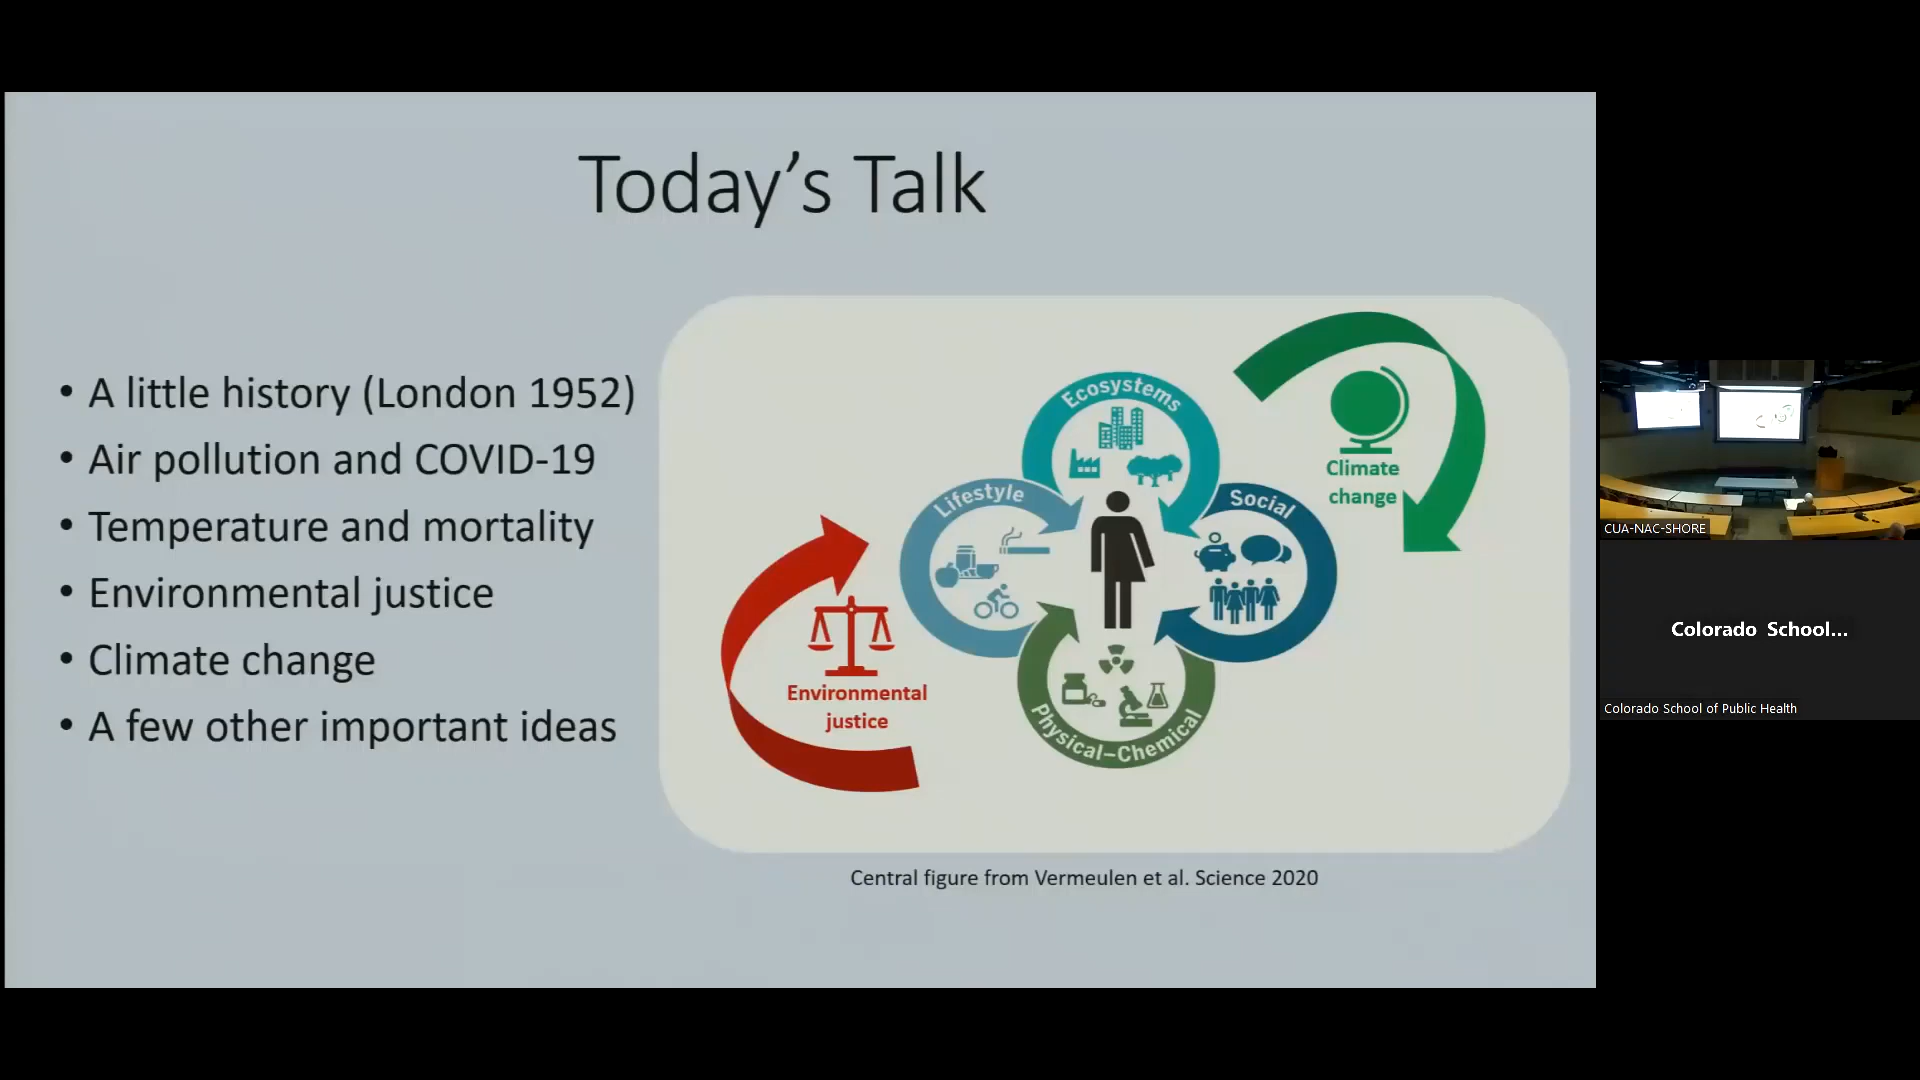 Today's Talk
• A little history (London 1952)
• Air pollution and COVID-19
• Temperature and mortality
• Environmental justice
• Climate change
• A few other important ideas
Ecosystems
Lifestyle
Social
Physical–Chemical
Climate
change
Environmental
justice
Central figure from Vermeulen et al. Science 2020
CUA-NAC-SHORE
Colorado School...
Colorado School of Public Health